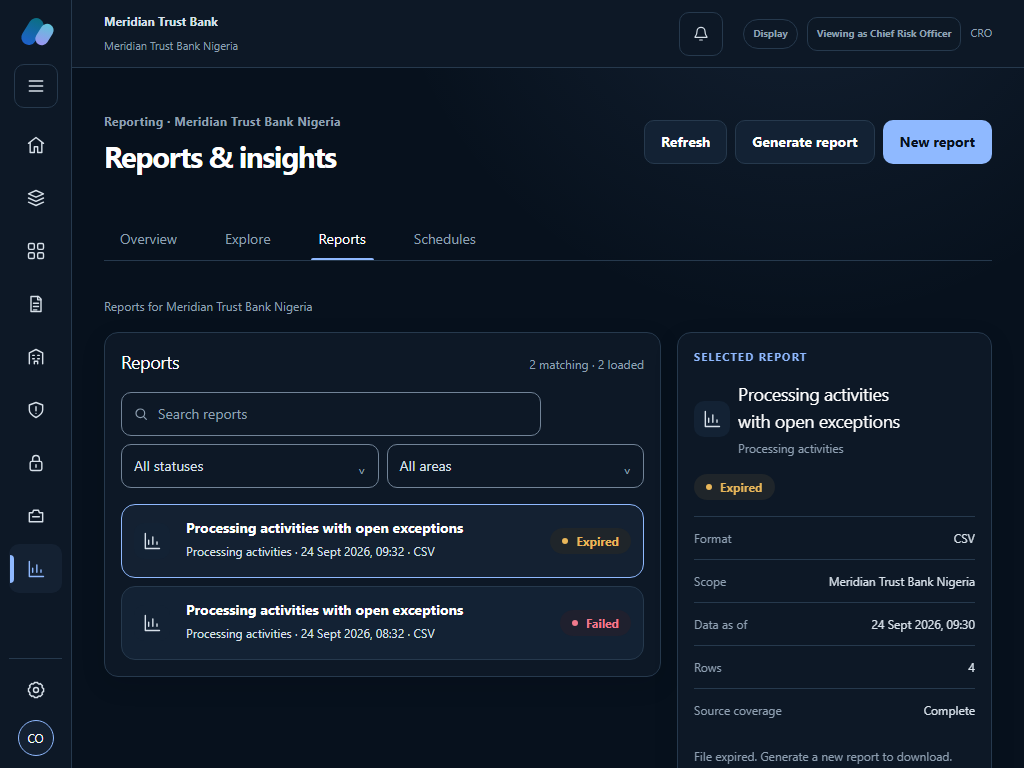 Meridian Trust Bank
Meridian Trust Bank Nigeria
Display
Viewing as Chief Risk Officer
CRO
Reporting · Meridian Trust Bank Nigeria
Reports & insights
Refresh
Generate report
New report
Overview
Explore
Reports
Schedules
Reports for Meridian Trust Bank Nigeria
Reports
2 matching · 2 loaded
Search reports
All statuses
All areas
Processing activities with open exceptions
Processing activities · 24 Sept 2026, 09:32 · CSV
Expired
Processing activities with open exceptions
Processing activities · 24 Sept 2026, 08:32 · CSV
Failed
SELECTED REPORT
Processing activities
with open exceptions
Processing activities
Expired
Format CSV
Scope Meridian Trust Bank Nigeria
Data as of 24 Sept 2026, 09:30
Rows 4
Source coverage Complete
File expired. Generate a new report to download.
CO